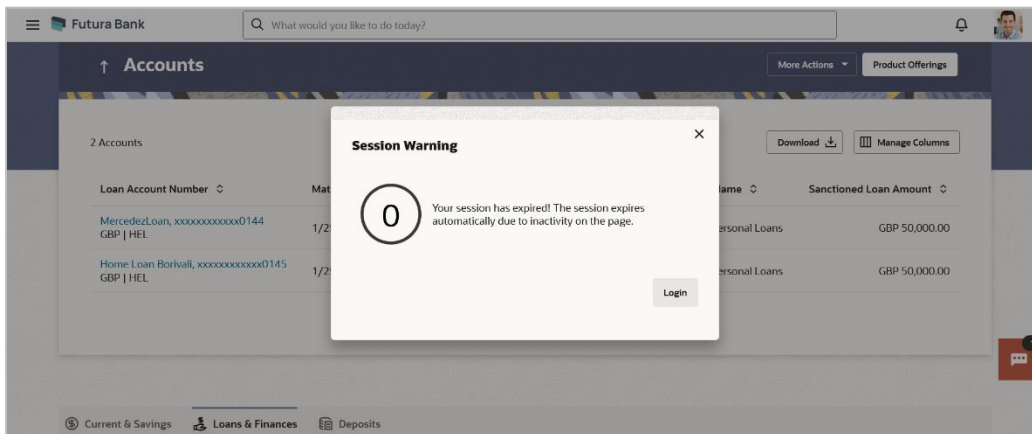 Futura Bank
What would you like to do today?
Accounts
More Actions
Product Offerings
2 Accounts
Download
Manage Columns
Session Warning
0
Your session has expired! The session expires
automatically due to inactivity on the page.
Login
Loan Account Number
Sanctioned Loan Amount
MercedezLoan, xxxxxxxxxxxx0144
GBP | HEL
Loans
GBP 50,000.00
Home Loan Borivali, xxxxxxxxxxxx0145
GBP | HEL
Loans
GBP 50,000.00
Current & Savings
Loans & Finances
Deposits